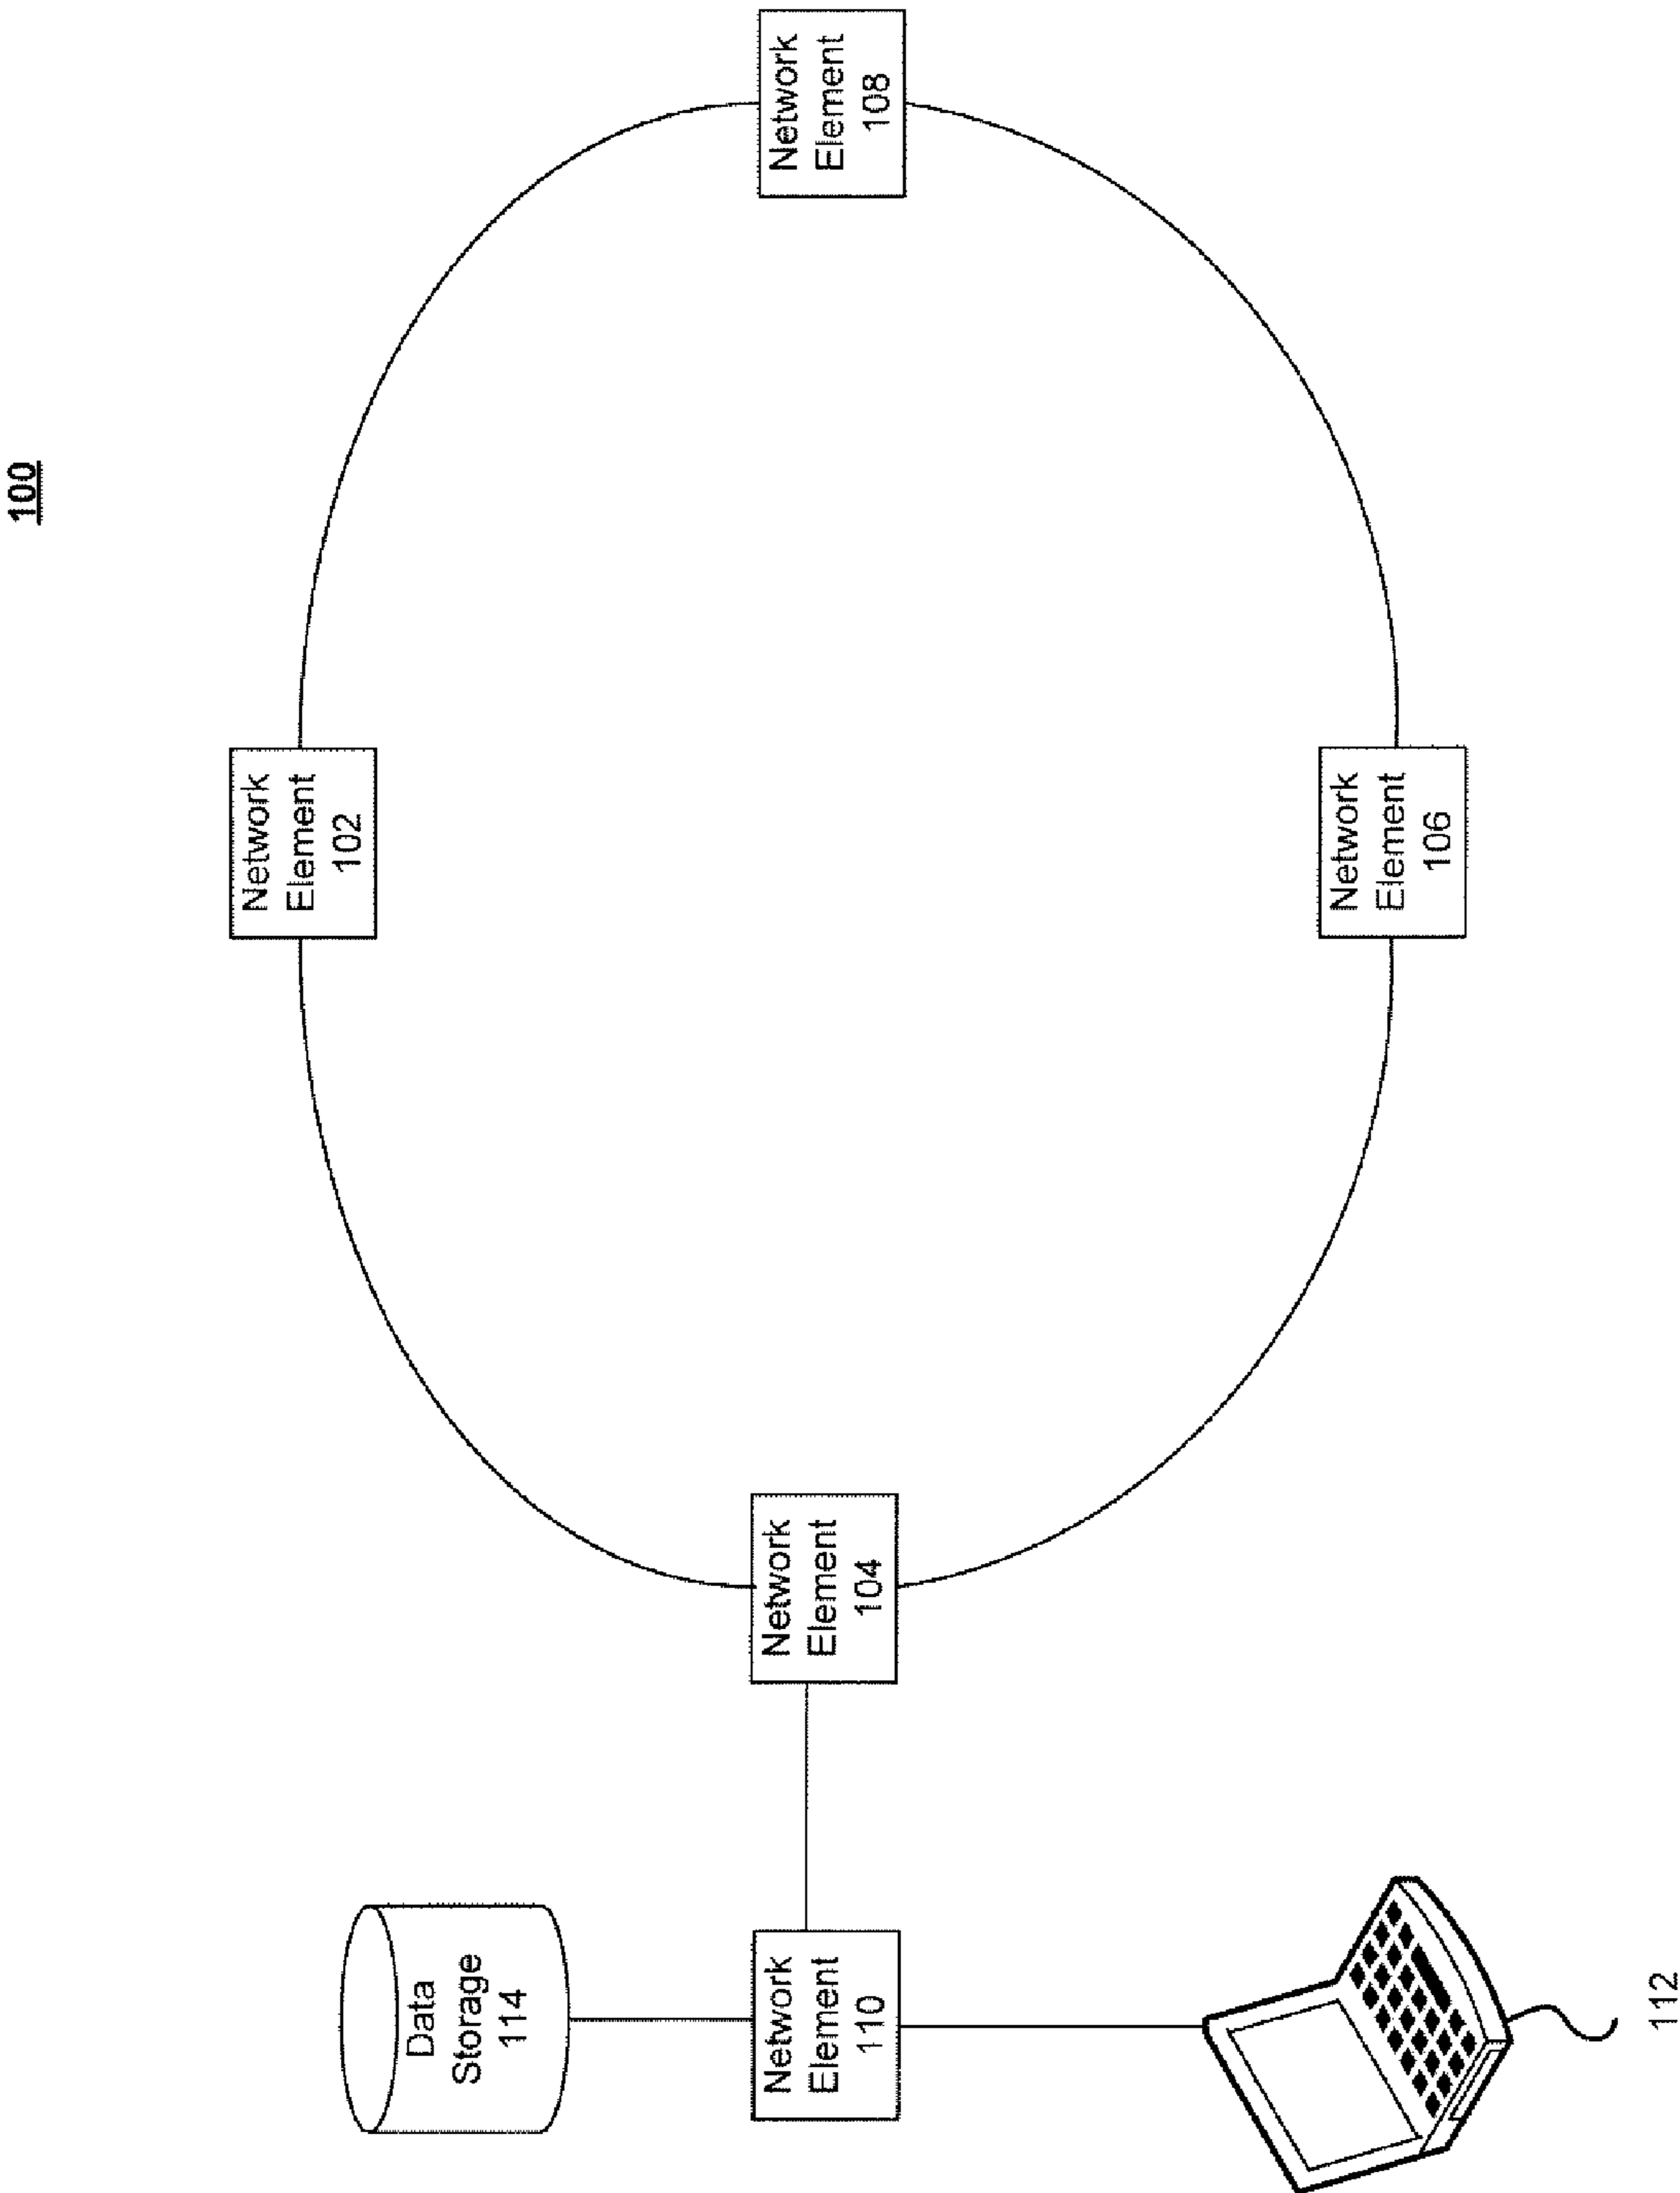 100
Network
Element
102
Network
Element
108
Network
Element
104
Network
Element
106
Data
Storage
114
Network
Element
110
112